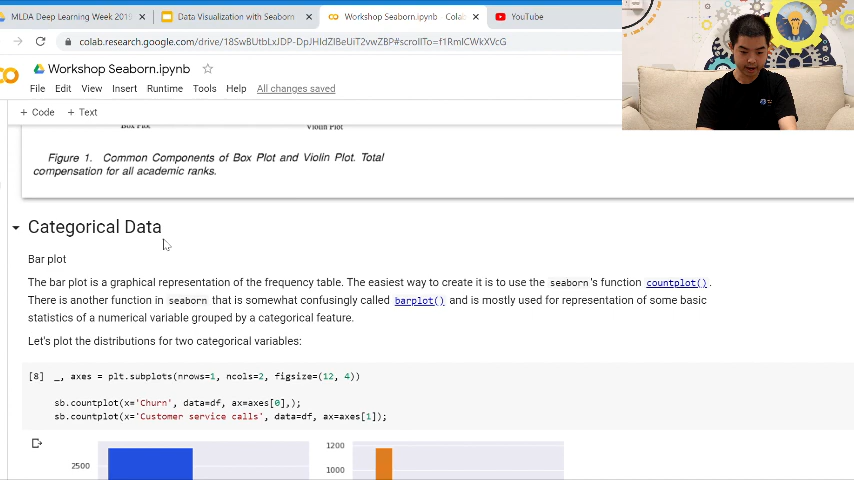 MLDA Deep Learning Week 2019
Data Visualization with Seaborn
Workshop Seaborn.ipynb - Colab
YouTube
colab.research.google.com/drive/18SwBUtbLxJDP-DpJHIdZIBeUiT2vwZBP#scrollTo=f1RmlCWkXVcG
Workshop Seaborn.ipynb
File Edit View Insert Runtime Tools Help All changes saved
+ Code + Text
Box Plot Violin Plot
Figure 1. Common Components of Box Plot and Violin Plot. Total
compensation for all academic ranks.
Categorical Data
Bar plot
The bar plot is a graphical representation of the frequency table. The easiest way to create it is to use the seaborn's function countplot().
There is another function in seaborn that is somewhat confusingly called barplot() and is mostly used for representation of some basic
statistics of a numerical variable grouped by a categorical feature.
Let's plot the distributions for two categorical variables:
[8] _, axes = plt.subplots(nrows=1, ncols=2, figsize=(12, 4))
sb.countplot(x='Churn', data=df, ax=axes[0],);
sb.countplot(x='Customer service calls', data=df, ax=axes[1]);
2500
1200
1000